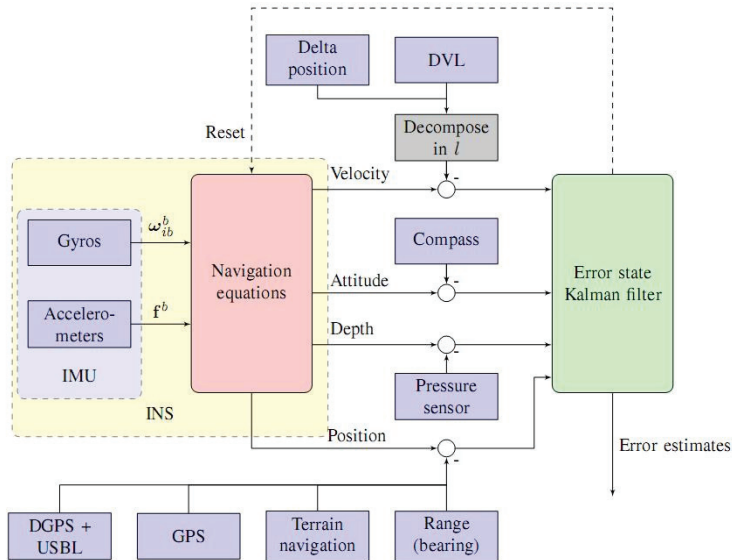 Delta
position
DVL
Reset
Decompose
in l
Velocity
-
Gyros
ω^b_ib
Navigation
equations
Compass
Error state
Kalman filter
Attitude
-
Accelero-
meters
f^b
Depth
-
IMU
Pressure
sensor
INS
Position
-
Error estimates
DGPS +
USBL
GPS
Terrain
navigation
Range
(bearing)